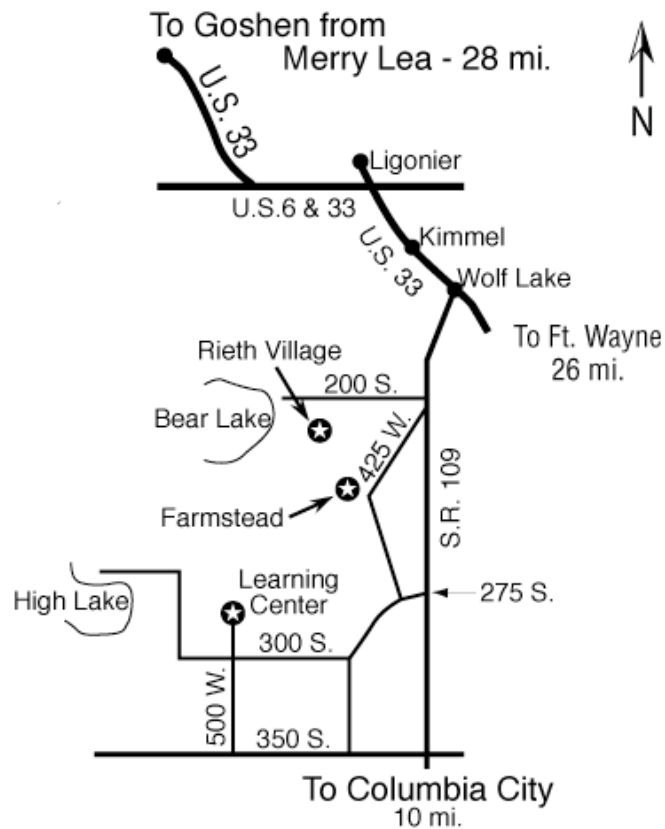 To Goshen from
Merry Lea - 28 mi.
N
U.S. 33
Ligonier
U.S.6 & 33
Kimmel
U.S. 33
Wolf Lake
To Ft. Wayne
26 mi.
Rieth Village
200 S.
Bear Lake
425 W.
S.R. 109
Farmstead
Learning
Center
275 S.
High Lake
300 S.
500 W.
350 S.
To Columbia City
10 mi.